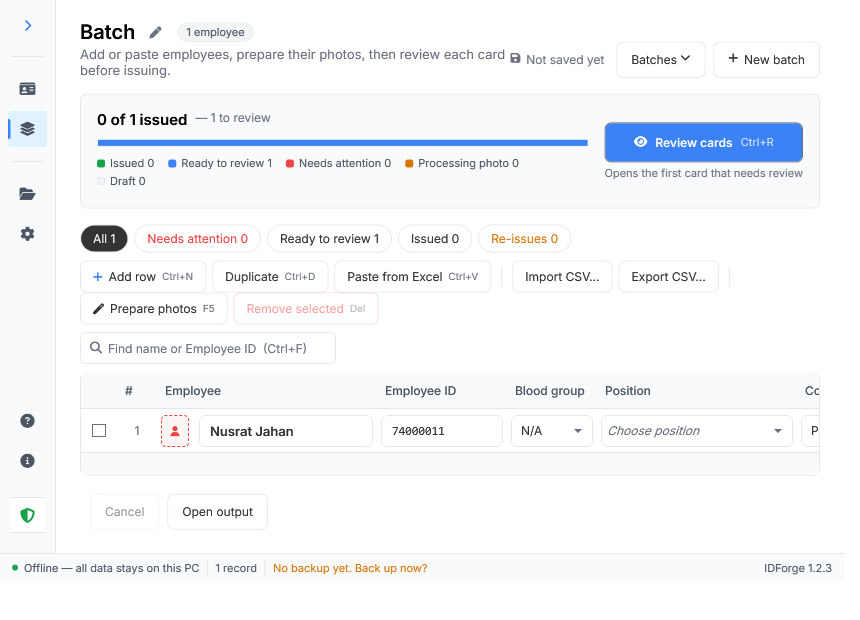 Batch
1 employee
Add or paste employees, prepare their photos, then review each card before issuing.
Not saved yet
Batches
+ New batch
0 of 1 issued — 1 to review
Issued 0
Ready to review 1
Needs attention 0
Processing photo 0
Draft 0
Review cards Ctrl+R
Opens the first card that needs review
All 1
Needs attention 0
Ready to review 1
Issued 0
Re-issues 0
+ Add row Ctrl+N
Duplicate Ctrl+D
Paste from Excel Ctrl+V
Import CSV...
Export CSV...
Prepare photos F5
Remove selected Del
Find name or Employee ID (Ctrl+F)
# Employee Employee ID Blood group Position Co
1 Nusrat Jahan 74000011 N/A Choose position P
Cancel
Open output
Offline — all data stays on this PC
1 record
No backup yet. Back up now?
IDForge 1.2.3